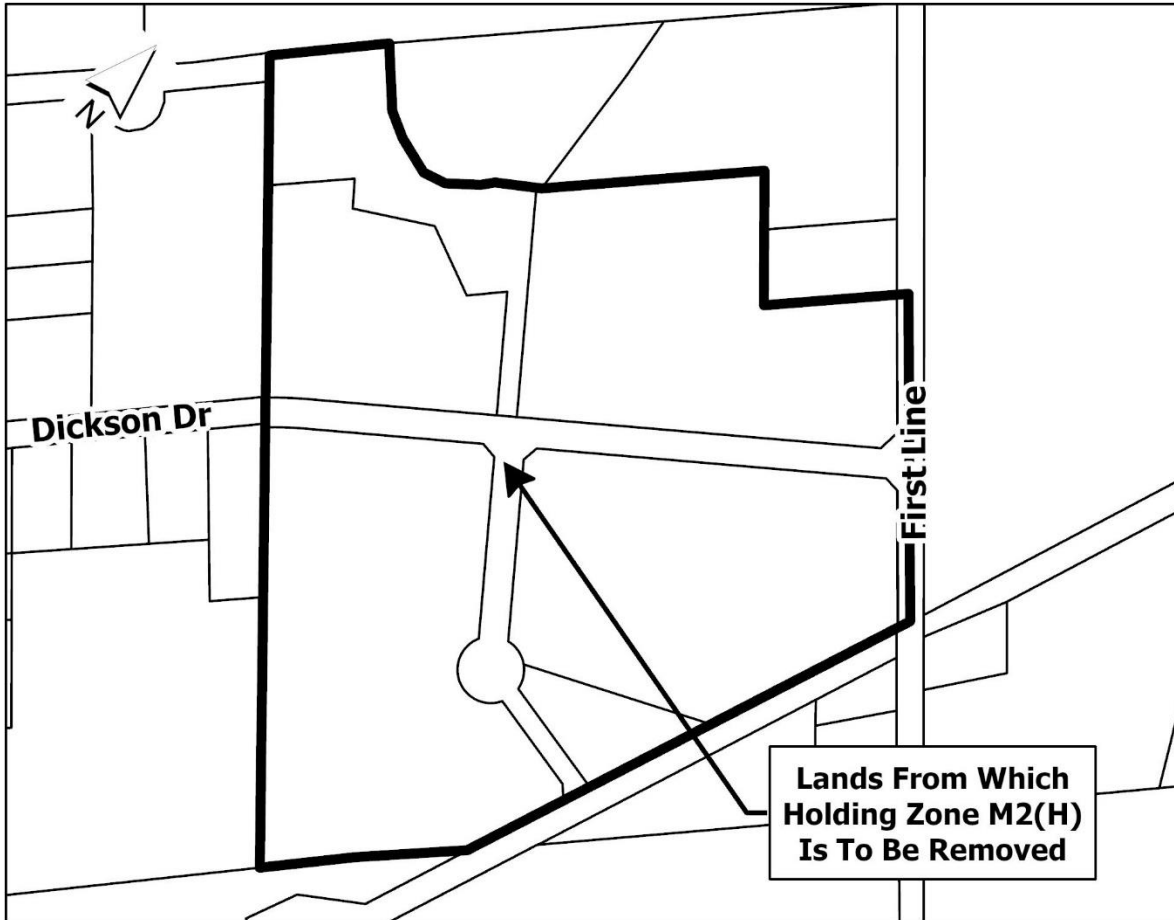 N
Dickson Dr
First Line
Lands From Which
Holding Zone M2(H)
Is To Be Removed